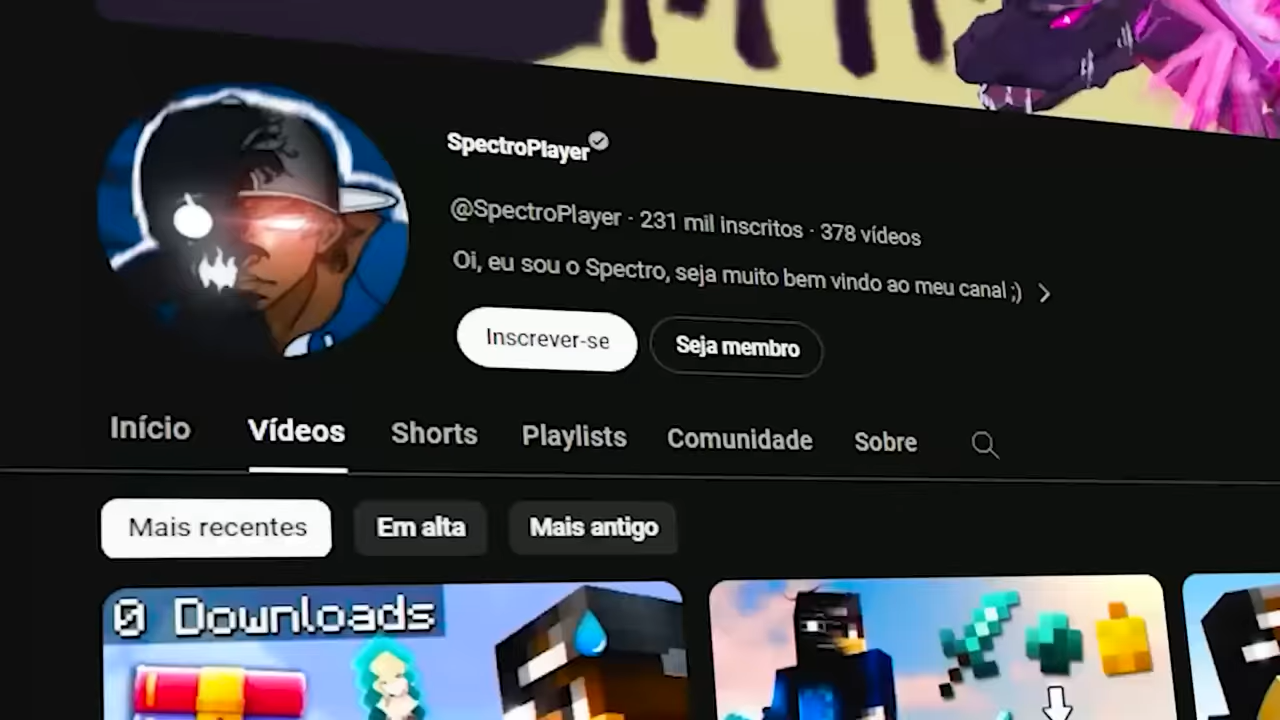 SpectroPlayer
@SpectroPlayer · 231 mil inscritos · 378 vídeos
Oi, eu sou o Spectro, seja muito bem vindo ao meu canal ;)
Inscrever-se
Seja membro
Início
Vídeos
Shorts
Playlists
Comunidade
Sobre
Mais recentes
Em alta
Mais antigo
0 Downloads